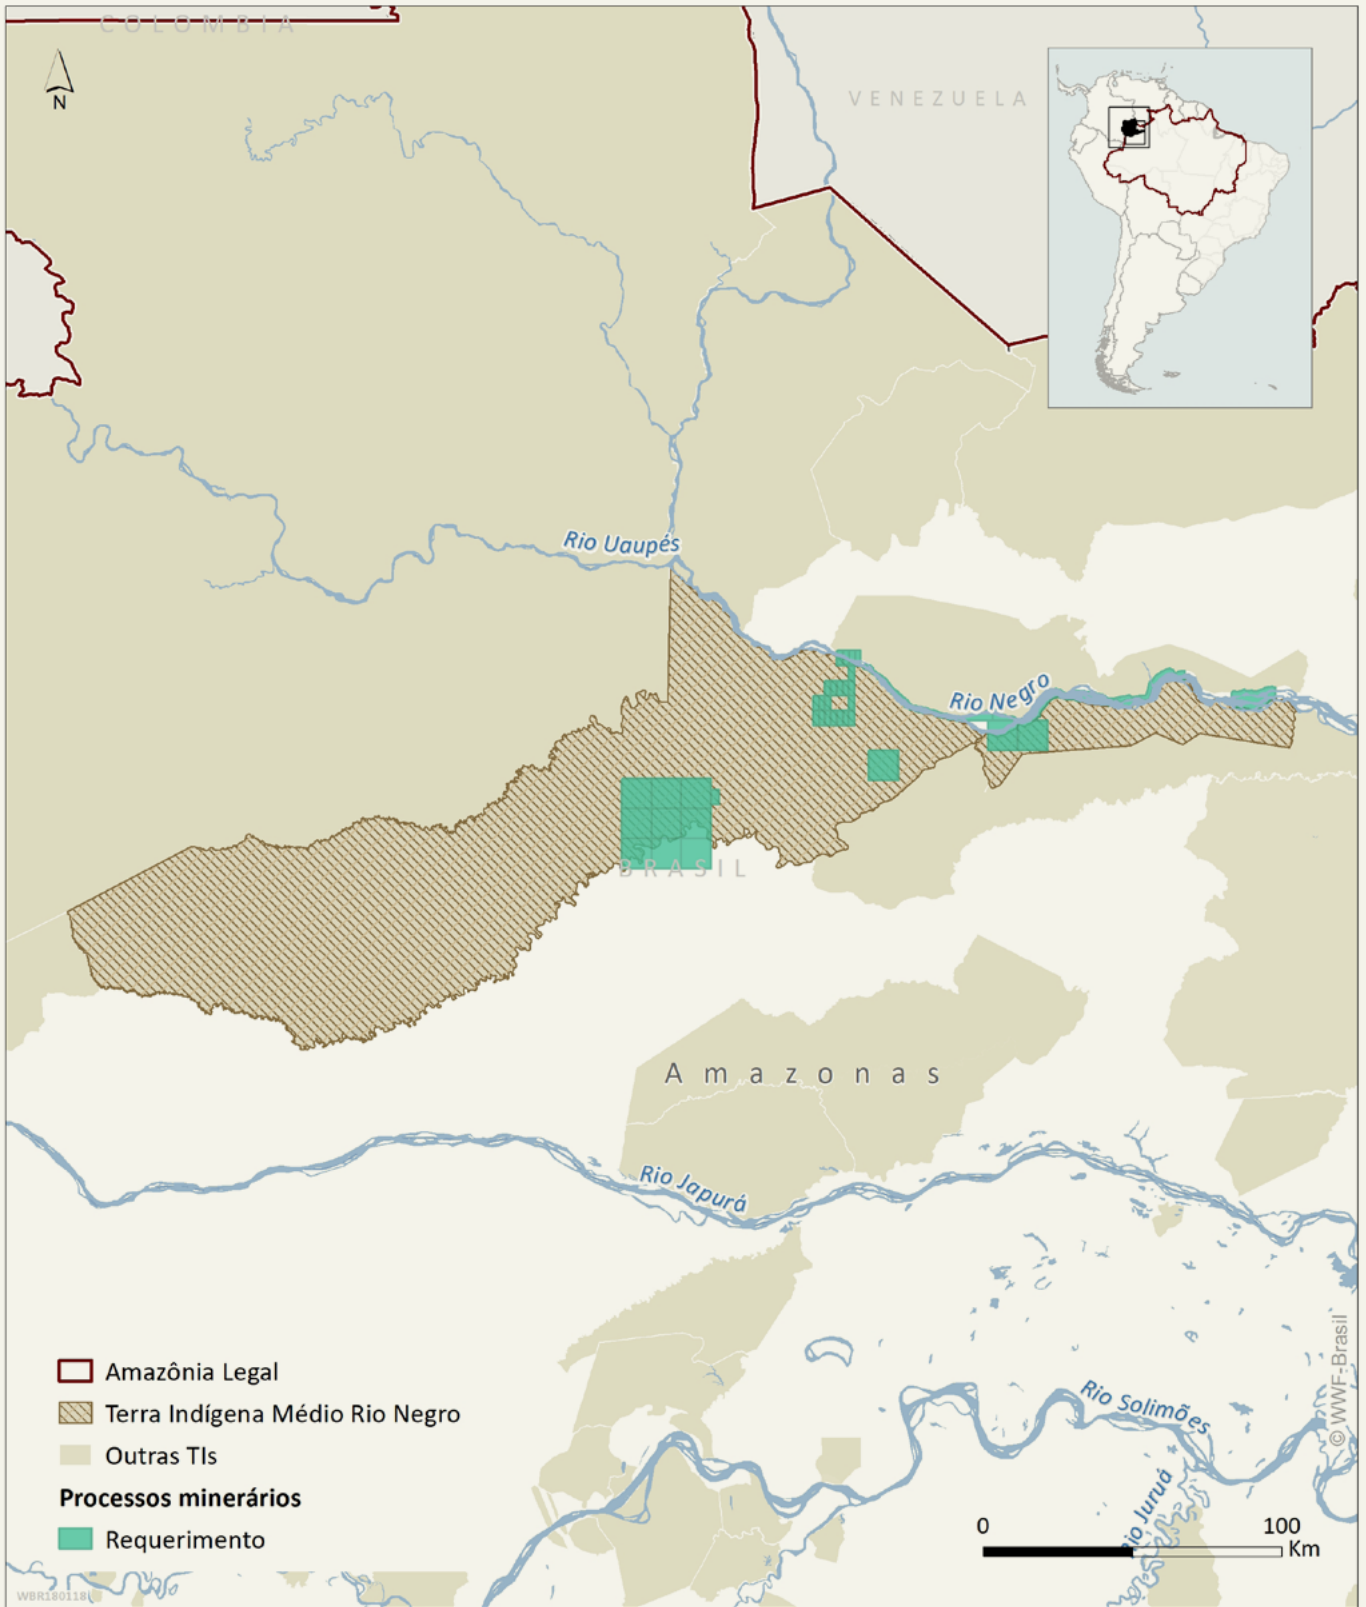 COLOMBIA
VENEZUELA
N
Rio Uaupés
Rio Negro
BRASIL
Amazonas
Rio Japurá
Rio Solimões
Rio Juruá
Amazônia Legal
Terra Indígena Médio Rio Negro
Outras TIs
Processos minerários
Requerimento
0 100
Km
© WWF-Brasil
WBR180118